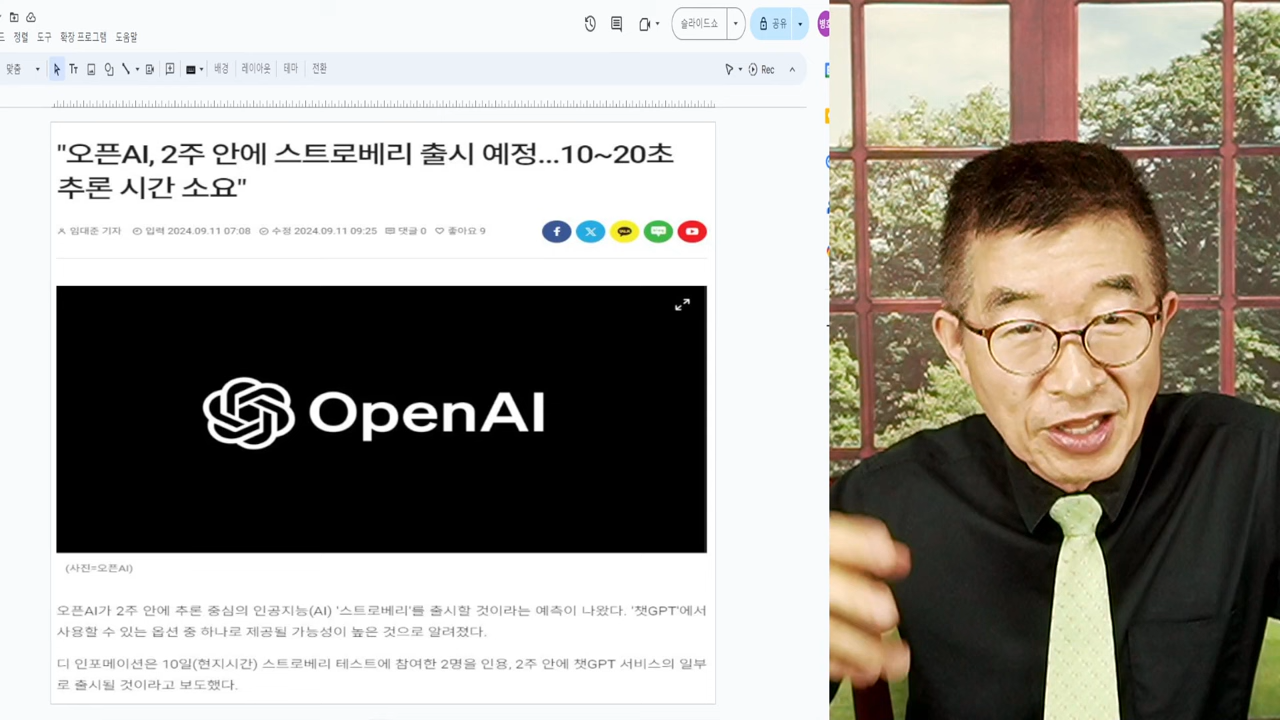 정렬 도구 확장 프로그램 도움말
슬라이드쇼
공유
맞춤
배경 레이아웃 테마 전환
Rec
"오픈AI, 2주 안에 스트로베리 출시 예정...10~20초
추론 시간 소요"
임대준 기자 입력 2024.09.11 07:08 수정 2024.09.11 09:25 댓글 0 좋아요 9
TALK
OpenAI
(사진=오픈AI)
오픈AI가 2주 안에 추론 중심의 인공지능(AI) '스트로베리'를 출시할 것이라는 예측이 나왔다. '챗GPT'에서
사용할 수 있는 옵션 중 하나로 제공될 가능성이 높은 것으로 알려졌다.
디 인포메이션은 10일(현지시간) 스트로베리 테스트에 참여한 2명을 인용, 2주 안에 챗GPT 서비스의 일부
로 출시될 것이라고 보도했다.